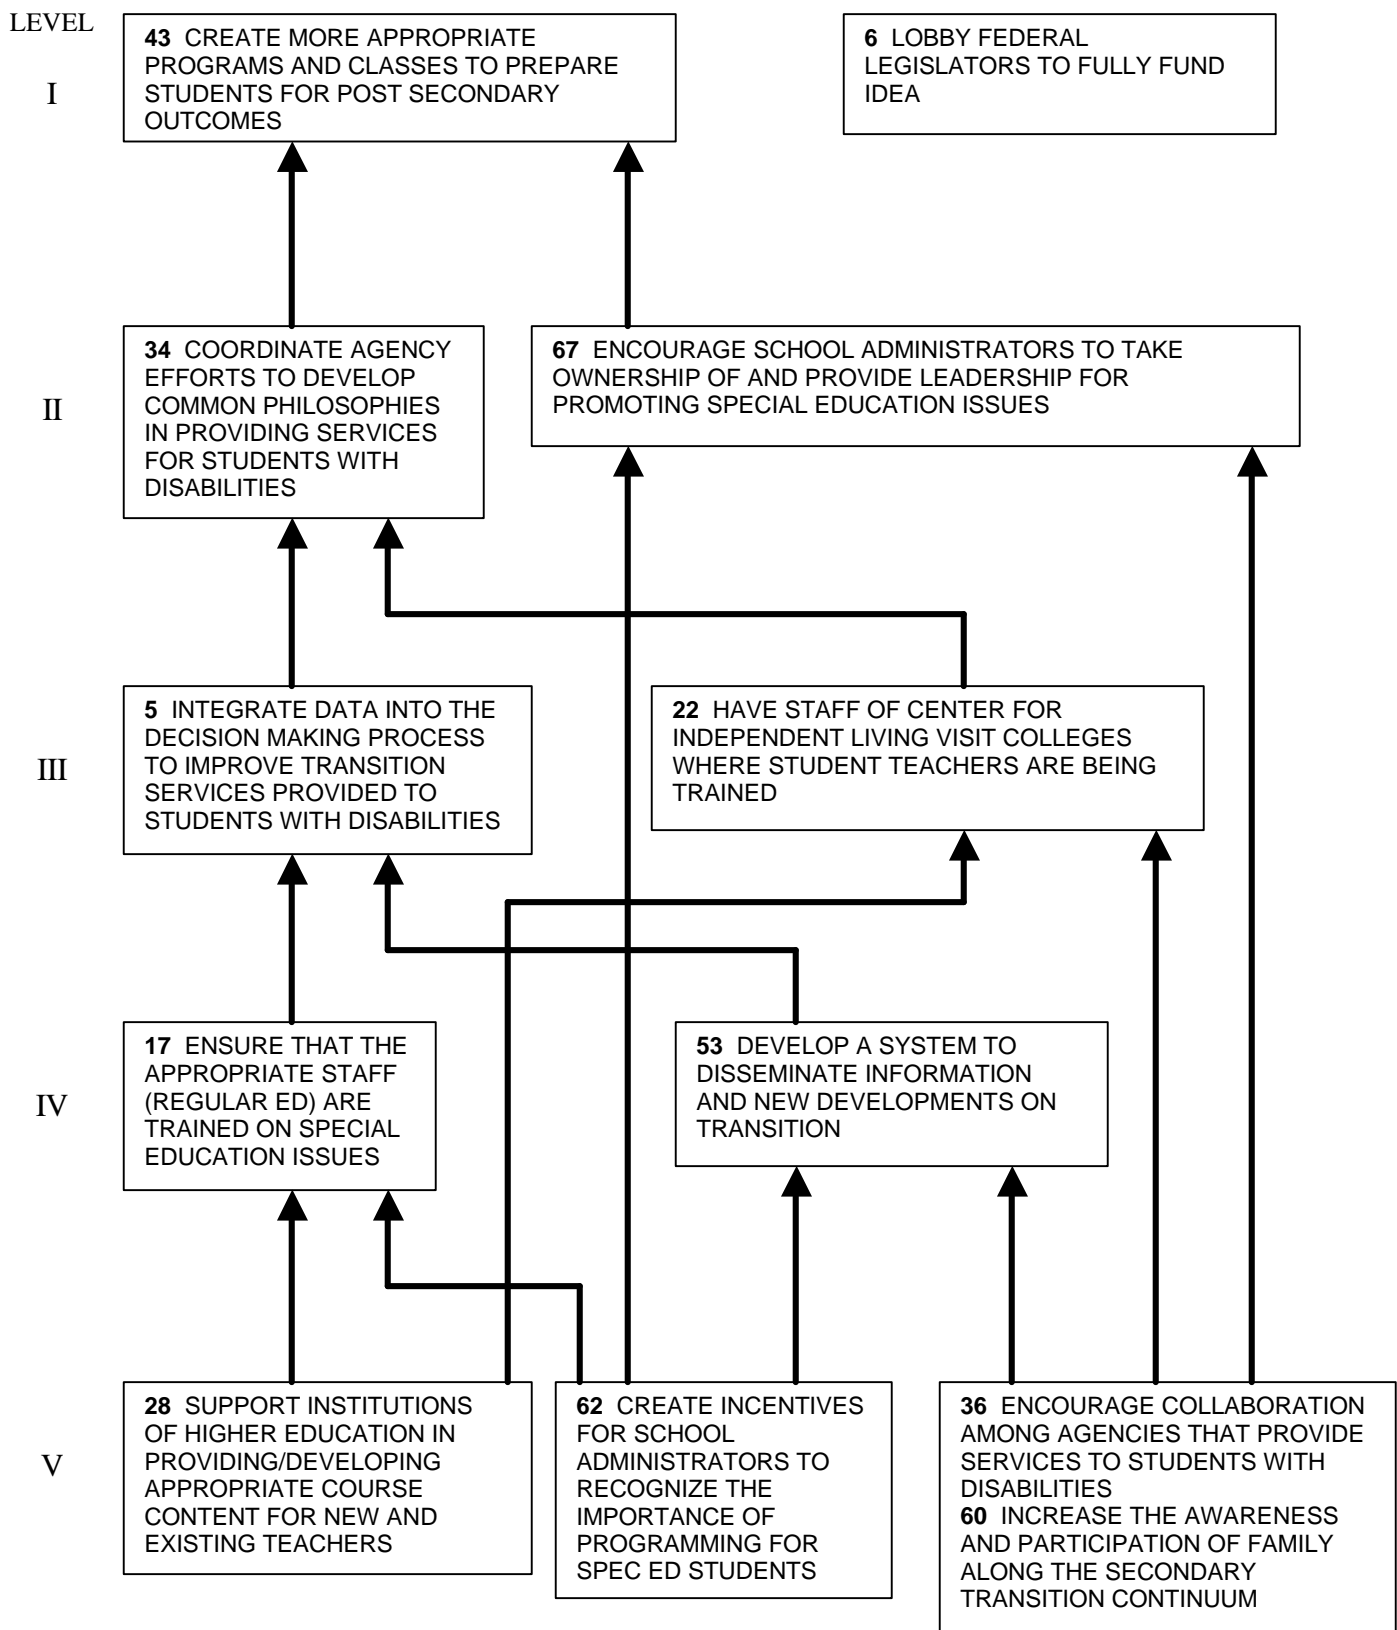 LEVEL
I
43 CREATE MORE APPROPRIATE
PROGRAMS AND CLASSES TO PREPARE
STUDENTS FOR POST SECONDARY
OUTCOMES
6 LOBBY FEDERAL
LEGISLATORS TO FULLY FUND
IDEA
II
34 COORDINATE AGENCY
EFFORTS TO DEVELOP
COMMON PHILOSOPHIES
IN PROVIDING SERVICES
FOR STUDENTS WITH
DISABILITIES
67 ENCOURAGE SCHOOL ADMINISTRATORS TO TAKE
OWNERSHIP OF AND PROVIDE LEADERSHIP FOR
PROMOTING SPECIAL EDUCATION ISSUES
III
5 INTEGRATE DATA INTO THE
DECISION MAKING PROCESS
TO IMPROVE TRANSITION
SERVICES PROVIDED TO
STUDENTS WITH DISABILITIES
22 HAVE STAFF OF CENTER FOR
INDEPENDENT LIVING VISIT COLLEGES
WHERE STUDENT TEACHERS ARE BEING
TRAINED
IV
17 ENSURE THAT THE
APPROPRIATE STAFF
(REGULAR ED) ARE
TRAINED ON SPECIAL
EDUCATION ISSUES
53 DEVELOP A SYSTEM TO
DISSEMINATE INFORMATION
AND NEW DEVELOPMENTS ON
TRANSITION
V
28 SUPPORT INSTITUTIONS
OF HIGHER EDUCATION IN
PROVIDING/DEVELOPING
APPROPRIATE COURSE
CONTENT FOR NEW AND
EXISTING TEACHERS
62 CREATE INCENTIVES
FOR SCHOOL
ADMINISTRATORS TO
RECOGNIZE THE
IMPORTANCE OF
PROGRAMMING FOR
SPEC ED STUDENTS
36 ENCOURAGE COLLABORATION
AMONG AGENCIES THAT PROVIDE
SERVICES TO STUDENTS WITH
DISABILITIES
60 INCREASE THE AWARENESS
AND PARTICIPATION OF FAMILY
ALONG THE SECONDARY
TRANSITION CONTINUUM